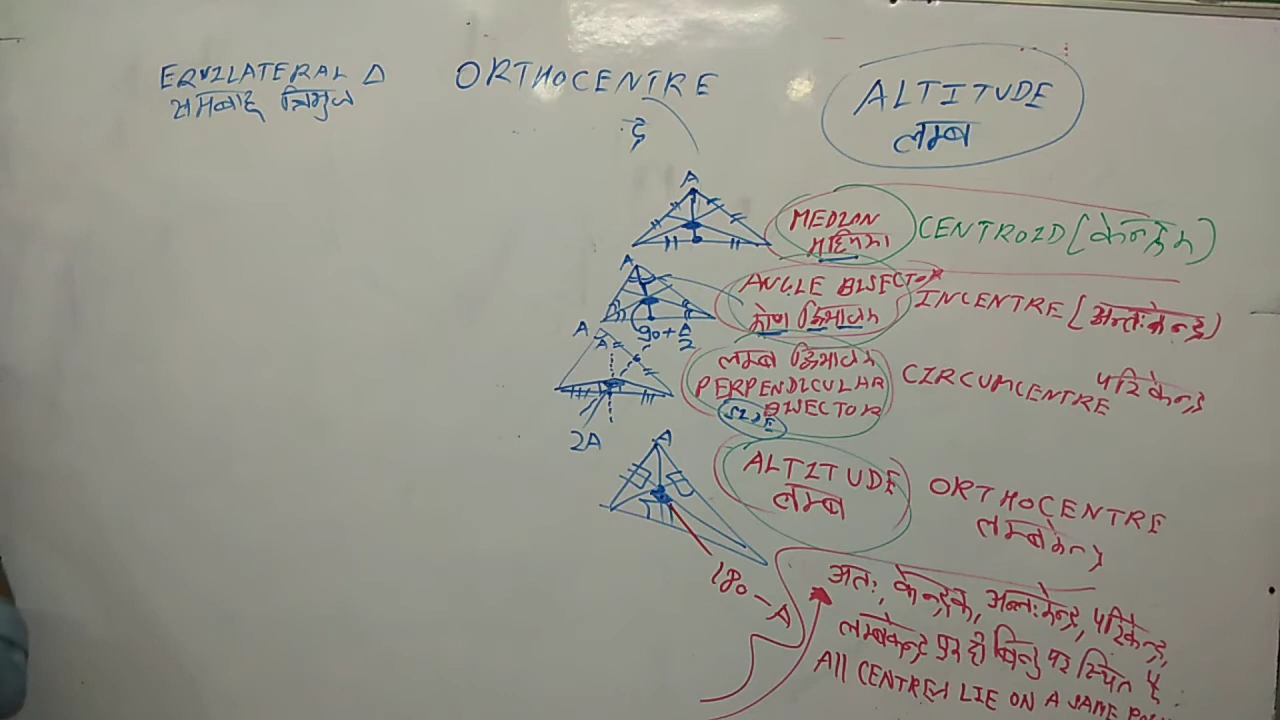 EQUILATERAL Δ
समबाहु त्रिभुज
ORTHOCENTRE
ALTITUDE
लम्ब
A
MEDIAN
माध्यिका
CENTROID (केन्द्रक)
A
ANGLE BISECTOR
कोण द्विभाजक
INCENTRE (अन्तःकेन्द्र)
90+A/2
A
A
लम्ब द्विभाजक
PERPENDICULAR
BISECTOR
SIDE
CIRCUMCENTRE परिकेन्द्र
2A
A
ALTITUDE
लम्ब
ORTHOCENTRE
लम्बकेन्द्र
180-A
अतः, केन्द्रक, अन्तःकेन्द्र, परिकेन्द्र,
लम्बकेन्द्र एक ही बिन्दु पर स्थित है
All CENTRES LIE ON A SAME